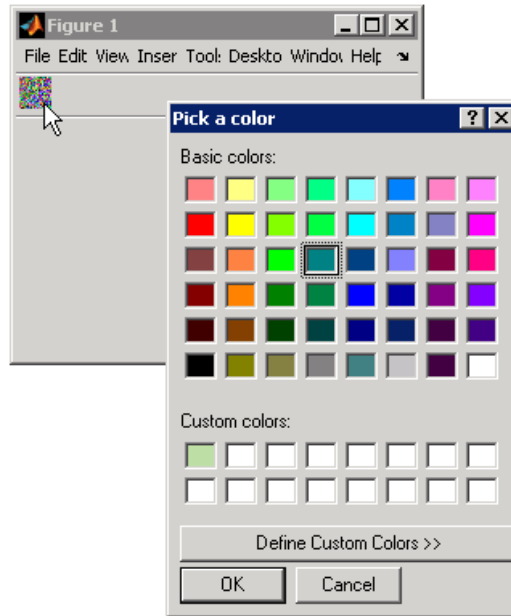 Figure 1
File Edit View Inser Tool: Deskto Windov Help
Pick a color
Basic colors:
Custom colors:
Define Custom Colors >>
OK Cancel